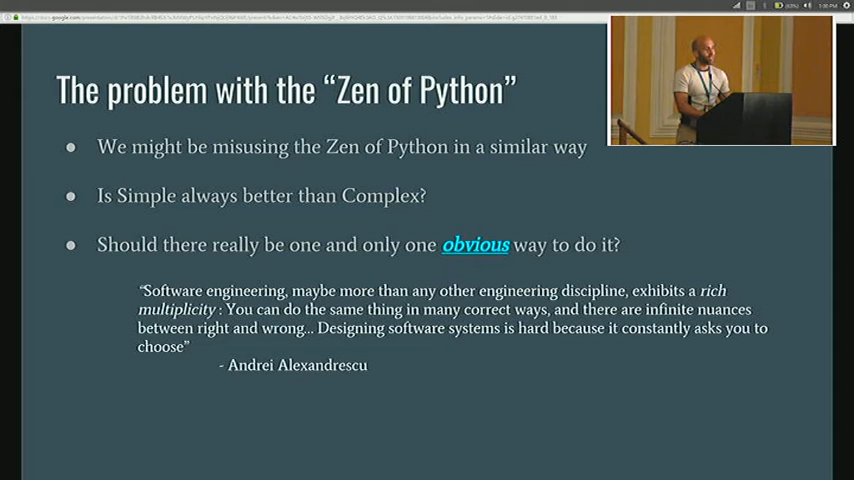 The problem with the “Zen of Python”
● We might be misusing the Zen of Python in a similar way
● Is Simple always better than Complex?
● Should there really be one and only one obvious way to do it?
“Software engineering, maybe more than any other engineering discipline, exhibits a rich
multiplicity : You can do the same thing in many correct ways, and there are infinite nuances
between right and wrong... Designing software systems is hard because it constantly asks you to
choose”
- Andrei Alexandrescu